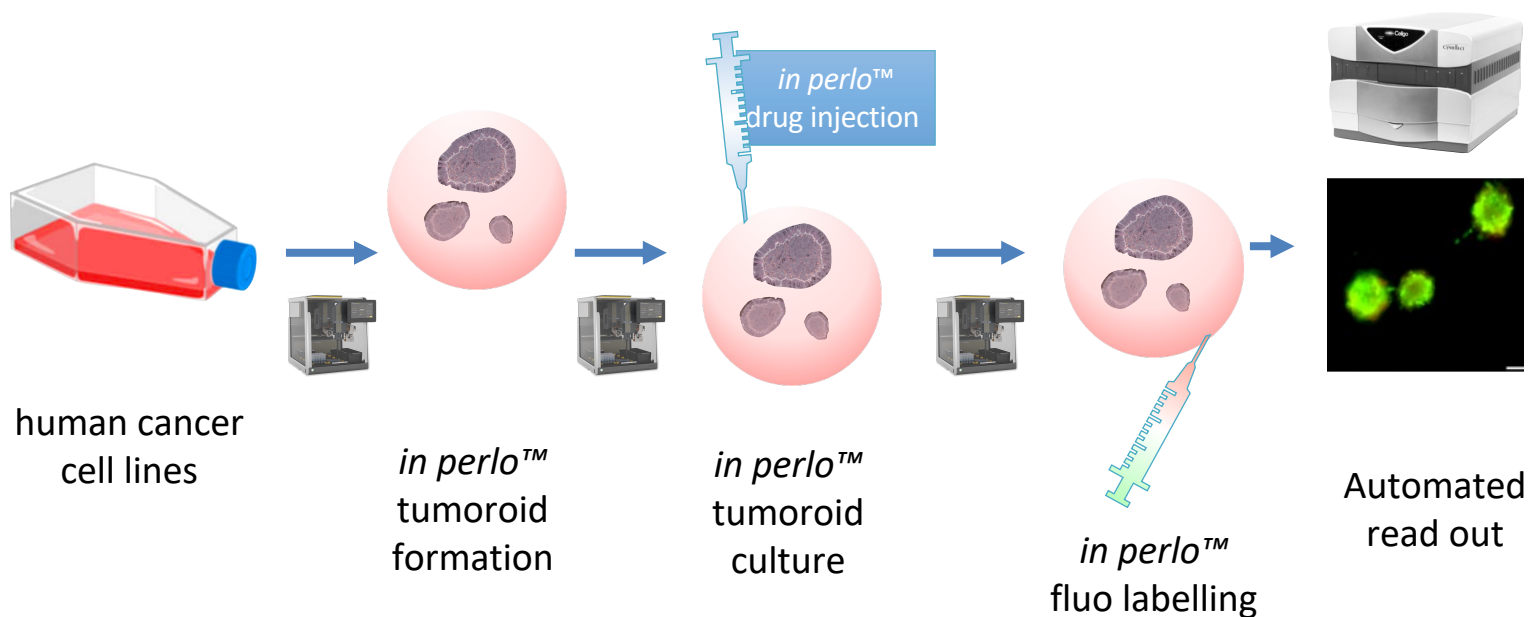 in perlo™
drug injection
Celigo
human cancer
cell lines
in perlo™
tumoroid
formation
in perlo™
tumoroid
culture
in perlo™
fluo labelling
Automated
read out